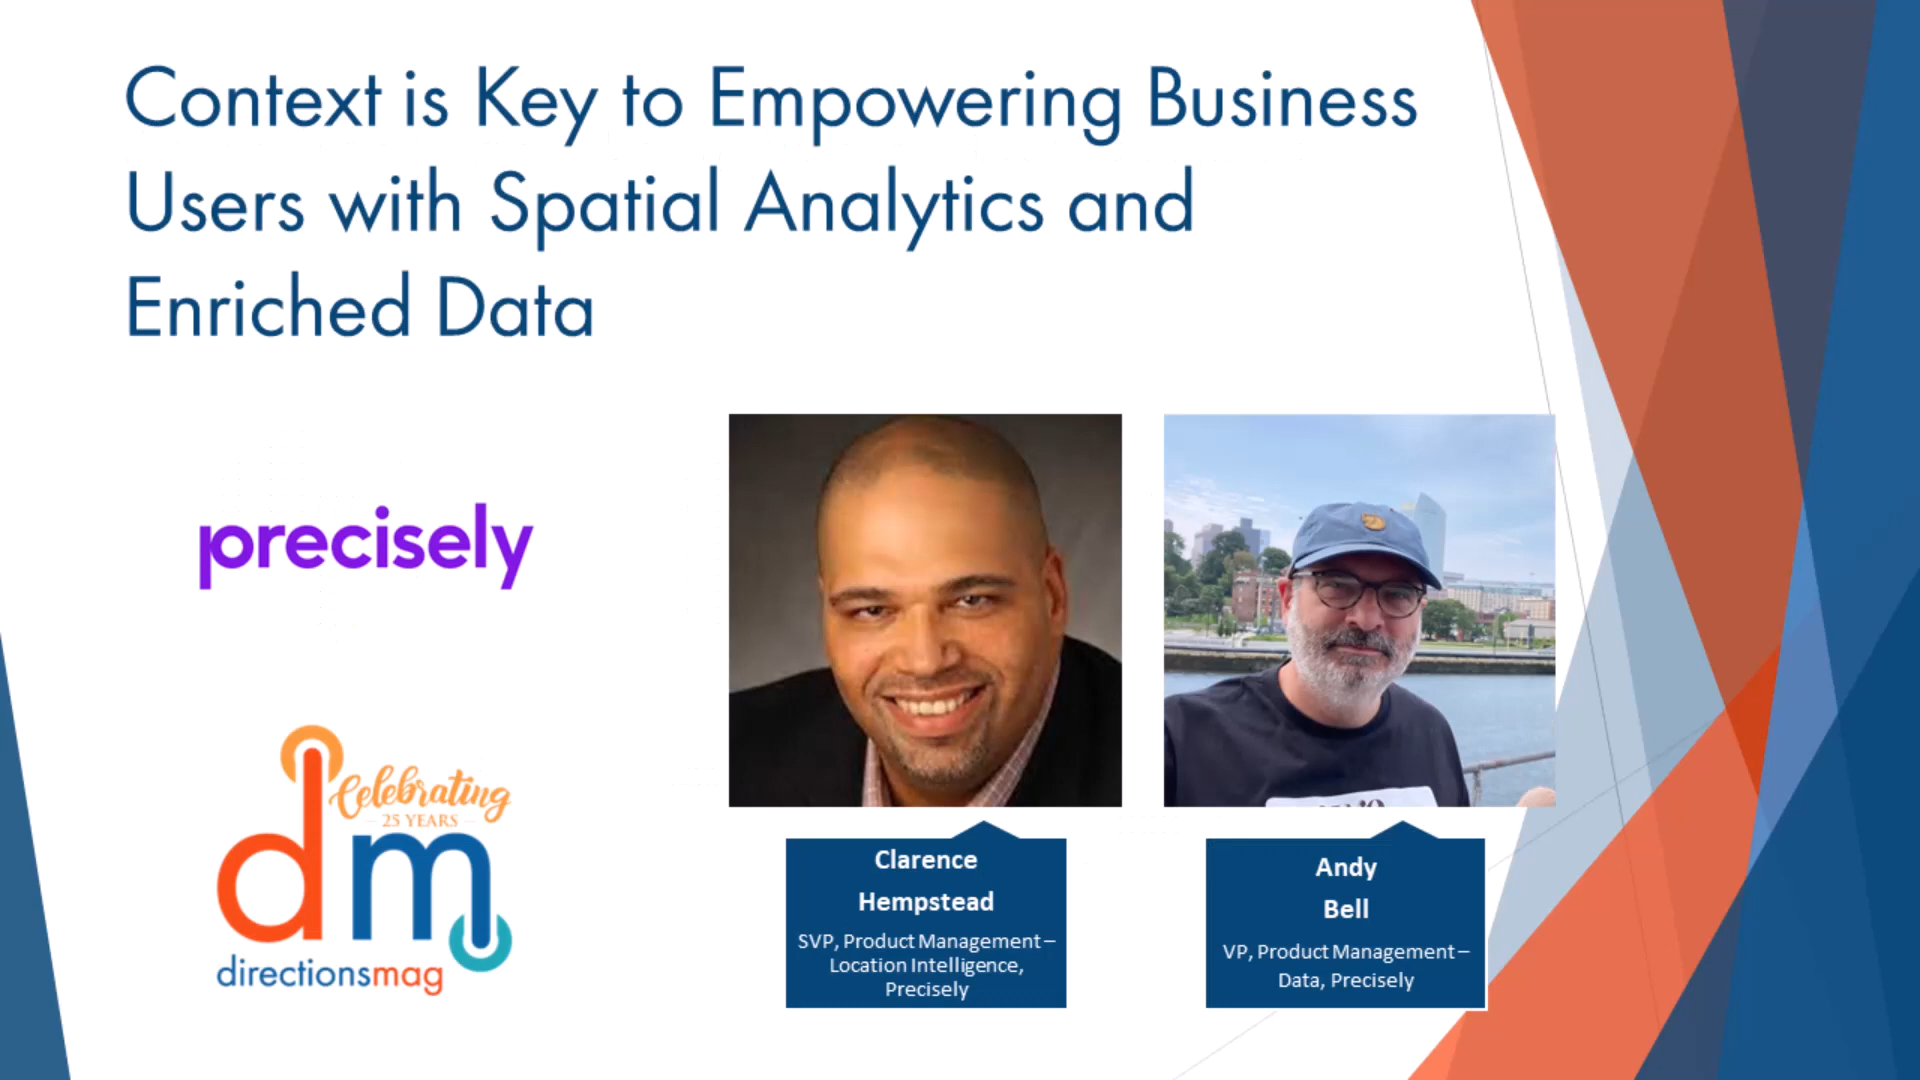 Context is Key to Empowering Business
Users with Spatial Analytics and
Enriched Data
precisely
Celebrating
25 YEARS
dm
directionsmag
Clarence
Hempstead
SVP, Product Management –
Location Intelligence,
Precisely
Andy
Bell
VP, Product Management –
Data, Precisely